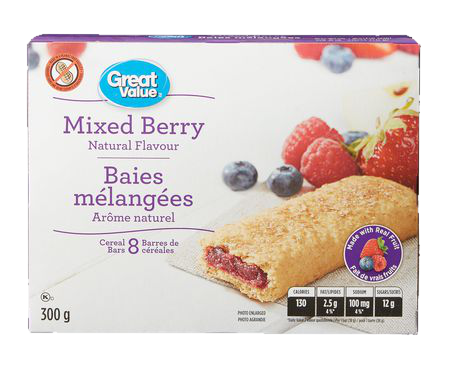 Great
Value
Mixed Berry
Natural Flavour
Baies
mélangées
Arôme naturel
Cereal 8 Barres de
Bars céréales
Made with Real Fruit
Fait de vrais fruits
CALORIES FAT/LIPIDES SODIUM SUGARS/SUCRES
130 2.5 g 100 mg 12 g
4 %* 4 %*
PHOTO ENLARGED
PHOTO AGRANDIE
K
300 g